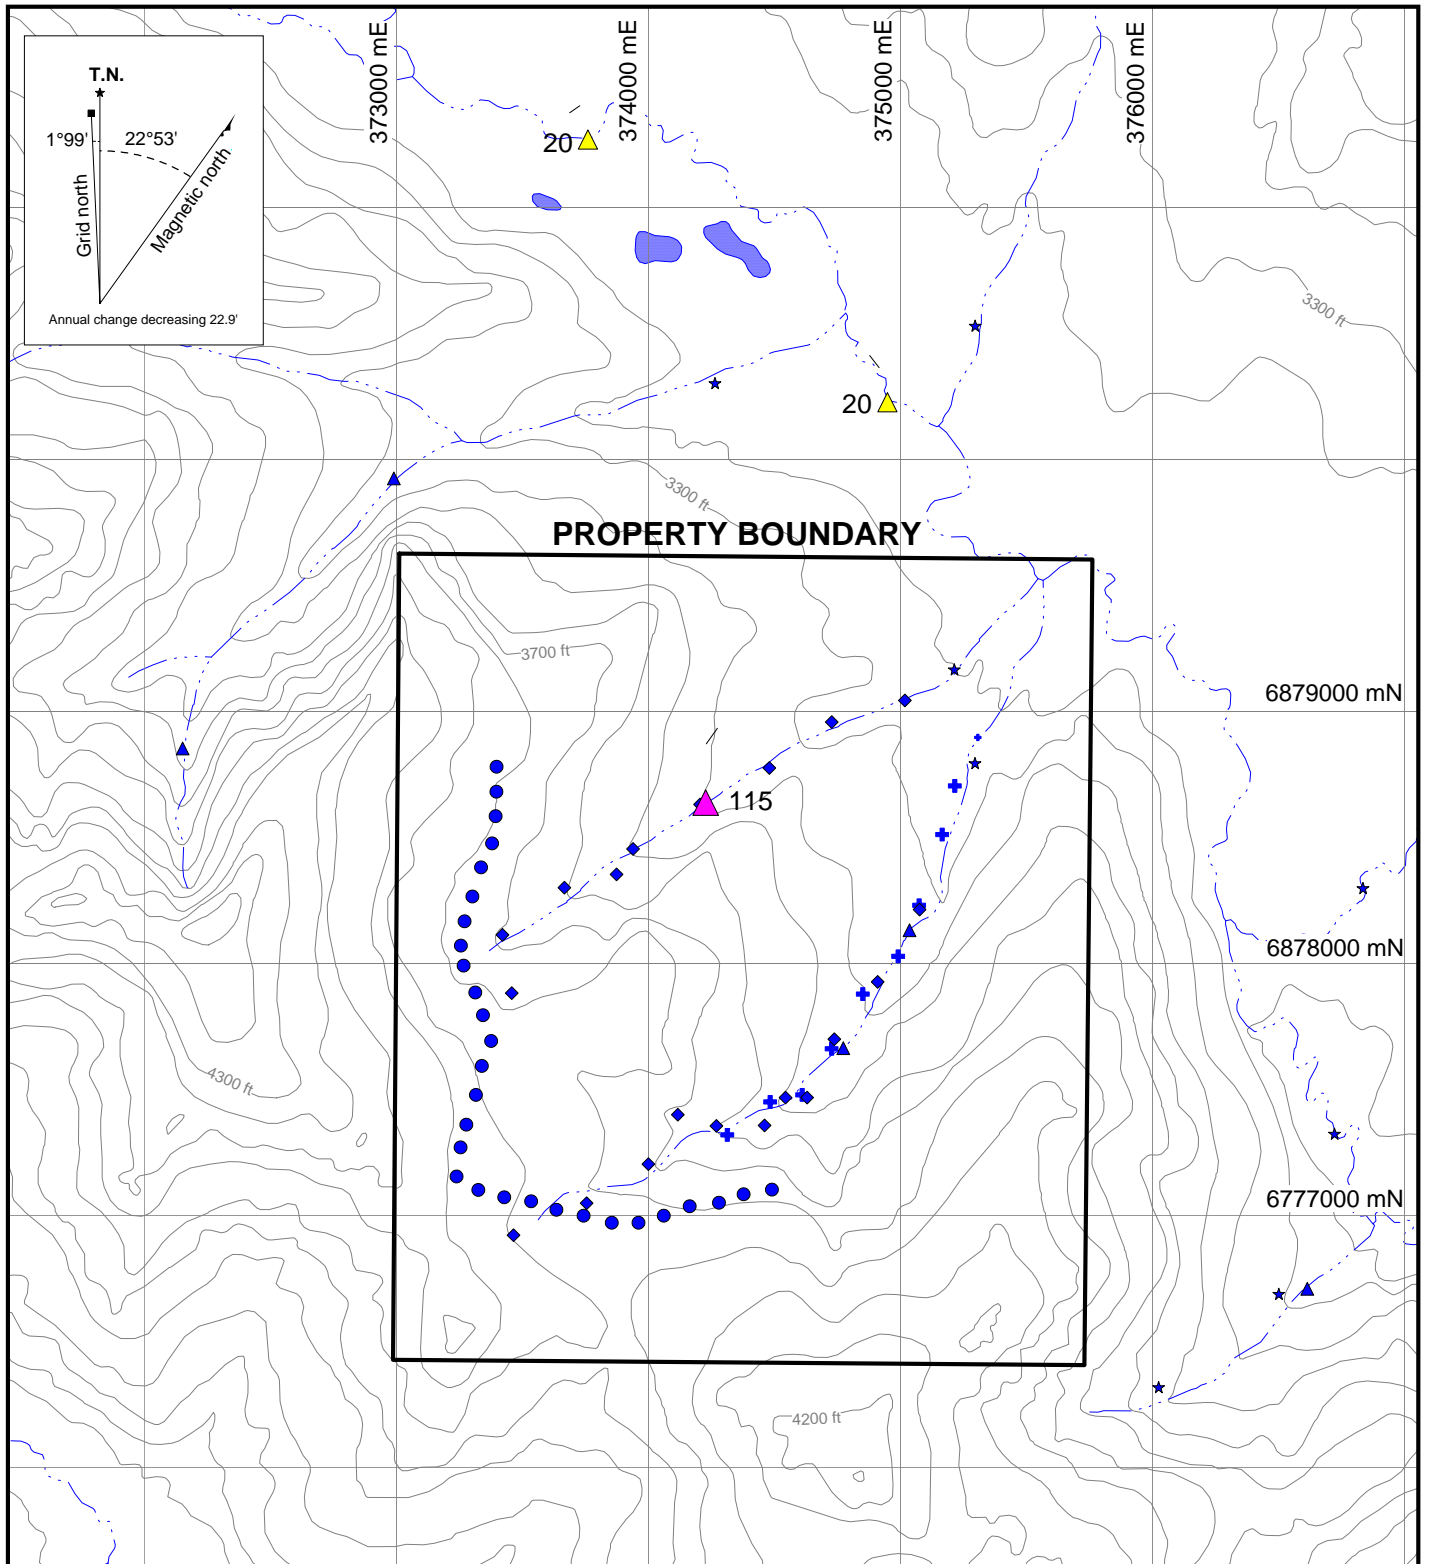 373000 mE
374000 mE
375000 mE
376000 mE
T.N.
1°99'
22°53'
Grid north
Magnetic north
Annual change decreasing 22.9'
20
3300 ft
20
3300 ft
PROPERTY BOUNDARY
3700 ft
6879000 mN
115
6878000 mN
4300 ft
6777000 mN
4200 ft